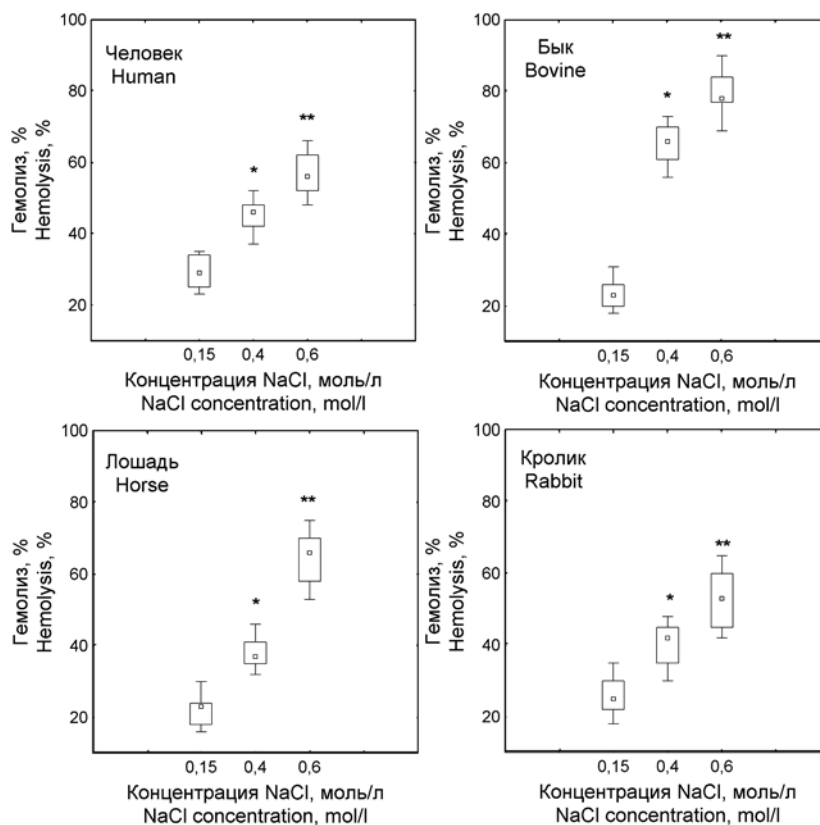 Человек
Human
Гемолиз, %
Hemolysis, %
100
80
60
40
20
*
**
0,15
0,4
0,6
Концентрация NaCl, моль/л
NaCl concentration, mol/l
Бык
Bovine
Гемолиз, %
Hemolysis, %
100
80
60
40
20
*
**
0,15
0,4
0,6
Концентрация NaCl, моль/л
NaCl concentration, mol/l
Лошадь
Horse
Гемолиз, %
Hemolysis, %
100
80
60
40
20
*
**
0,15
0,4
0,6
Концентрация NaCl, моль/л
NaCl concentration, mol/l
Кролик
Rabbit
Гемолиз, %
Hemolysis, %
100
80
60
40
20
*
**
0,15
0,4
0,6
Концентрация NaCl, моль/л
NaCl concentration, mol/l